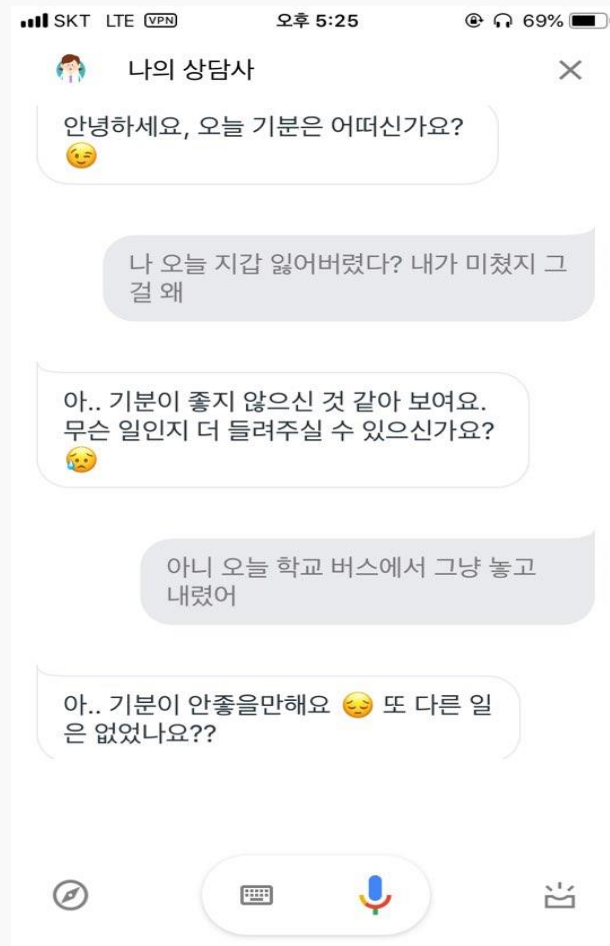 SKT LTE VPN 오후 5:25 69%
나의 상담사
안녕하세요, 오늘 기분은 어떠신가요?
😉
나 오늘 지갑 잃어버렸다? 내가 미쳤지 그
걸 왜
아.. 기분이 좋지 않으신 것 같아 보여요.
무슨 일인지 더 들려주실 수 있으신가요?
😥
아니 오늘 학교 버스에서 그냥 놓고
내렸어
아.. 기분이 안좋을만해요 😔 또 다른 일
은 없었나요??